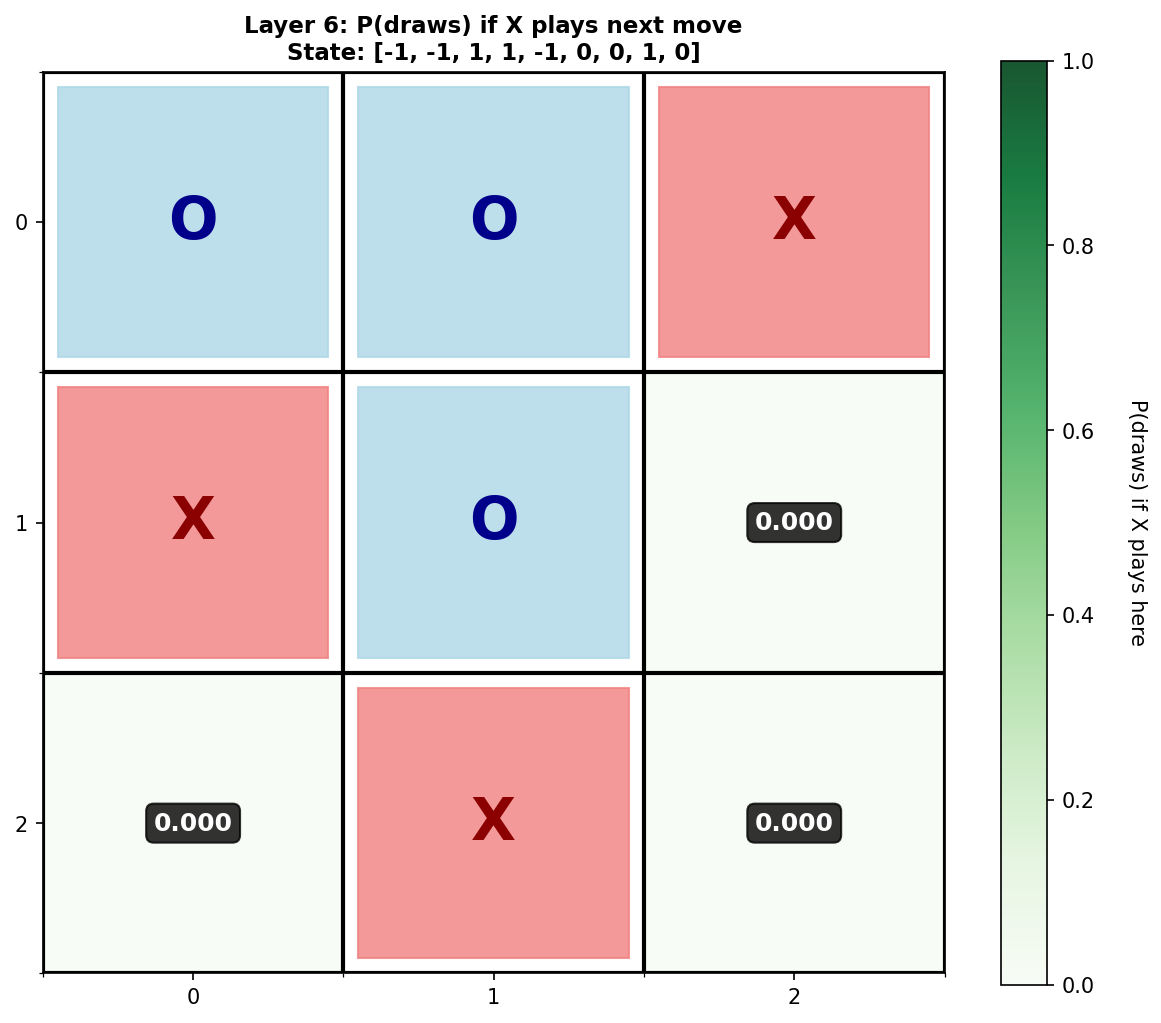 Layer 6: P(draws) if X plays next move
State: [-1, -1, 1, 1, -1, 0, 0, 1, 0]
0
O
O
X
1
X
O
0.000
2
0.000
X
0.000
0
1
2
1.0
0.8
0.6
0.4
0.2
0.0
P(draws) if X plays here